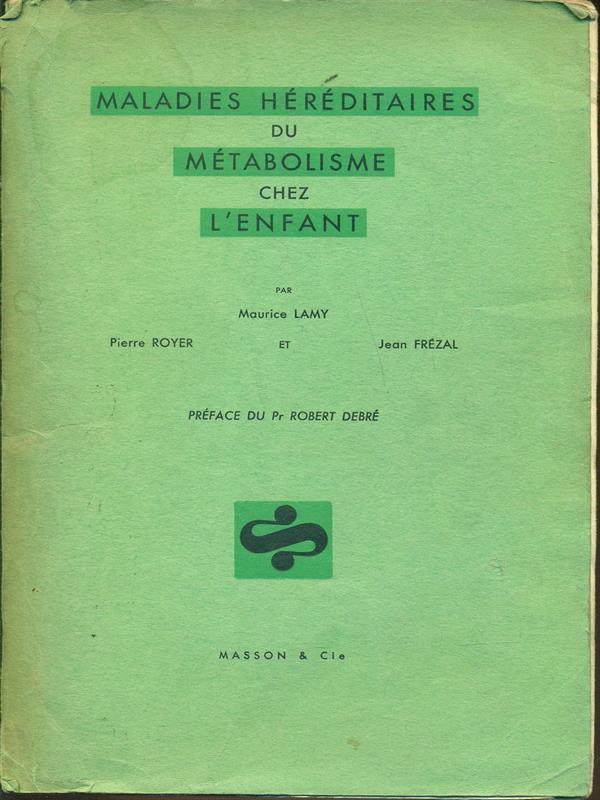 MALADIES HÉRÉDITAIRES
DU
MÉTABOLISME
CHEZ
L'ENFANT
PAR
Maurice LAMY
Pierre ROYER ET Jean FRÉZAL
PRÉFACE DU Pr ROBERT DEBRÉ
MASSON & Cie